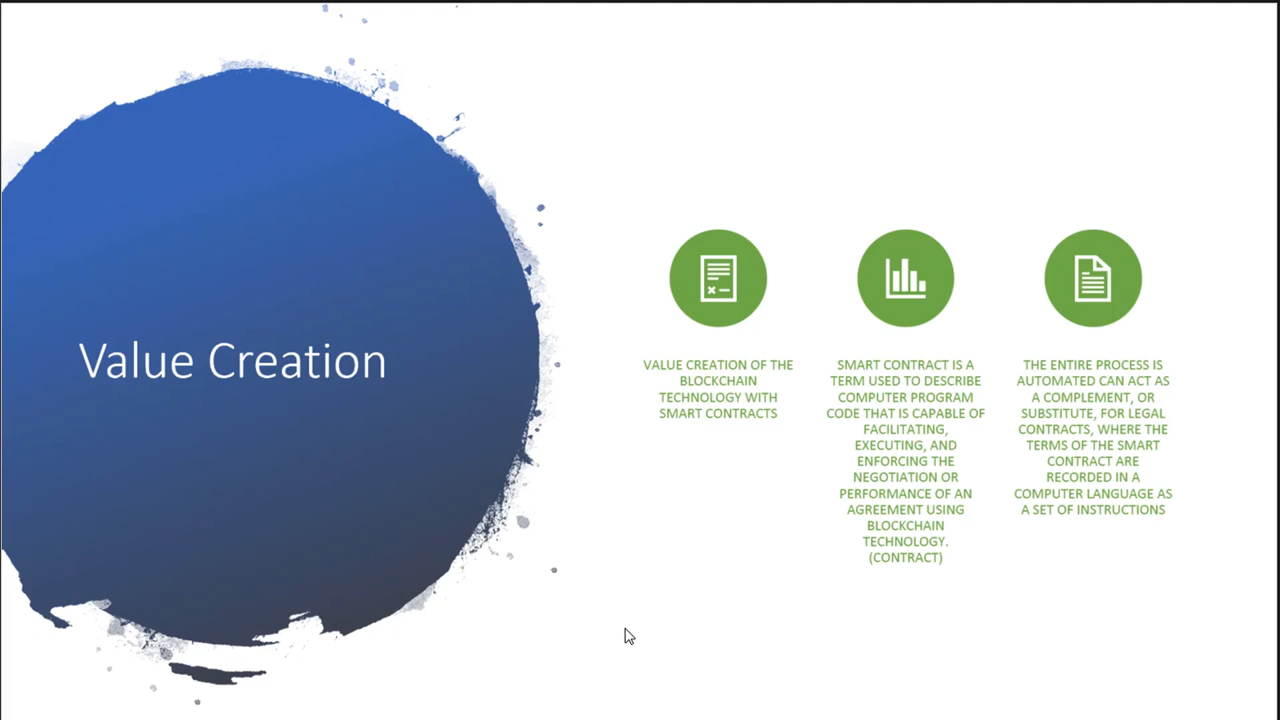 Value Creation
VALUE CREATION OF THE
BLOCKCHAIN
TECHNOLOGY WITH
SMART CONTRACTS
SMART CONTRACT IS A
TERM USED TO DESCRIBE
COMPUTER PROGRAM
CODE THAT IS CAPABLE OF
FACILITATING,
EXECUTING, AND
ENFORCING THE
NEGOTIATION OR
PERFORMANCE OF AN
AGREEMENT USING
BLOCKCHAIN
TECHNOLOGY.
(CONTRACT)
THE ENTIRE PROCESS IS
AUTOMATED CAN ACT AS
A COMPLEMENT, OR
SUBSTITUTE, FOR LEGAL
CONTRACTS, WHERE THE
TERMS OF THE SMART
CONTRACT ARE
RECORDED IN A
COMPUTER LANGUAGE AS
A SET OF INSTRUCTIONS